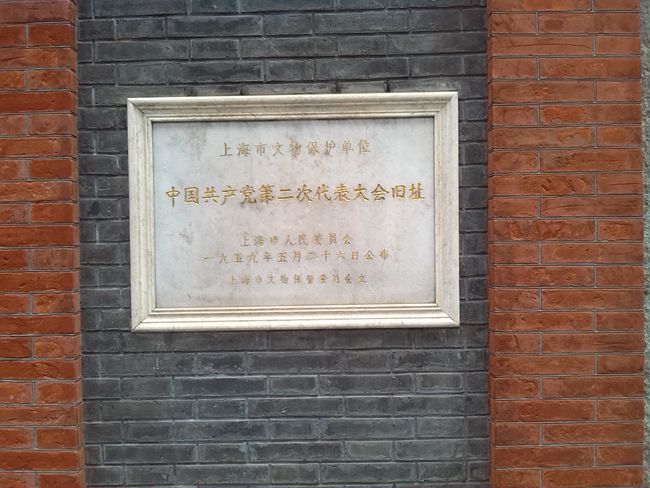 上海市文物保护单位
中国共产党第二次代表大会旧址
上海市人民委员会
一九五九年五月二十六日公布
上海市文物保管委员会立